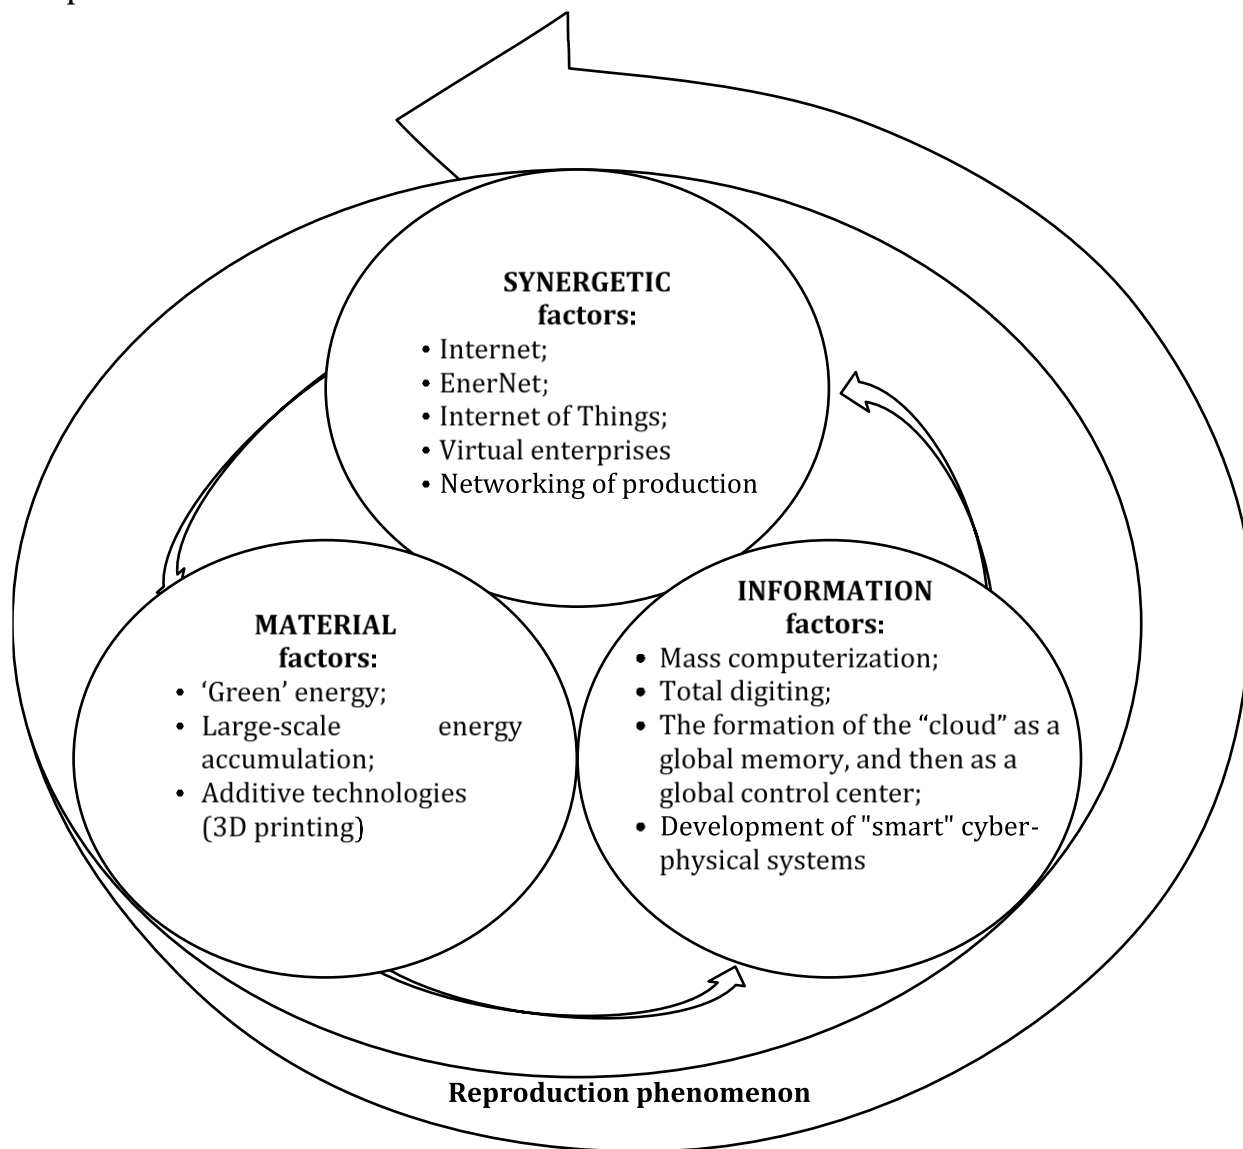 SYNERGETIC
factors:
• Internet;
• EnerNet;
• Internet of Things;
• Virtual enterprises
• Networking of production
MATERIAL
factors:
• ‘Green’ energy;
• Large-scale energy
accumulation;
• Additive technologies
(3D printing)
INFORMATION
factors:
• Mass computerization;
• Total digiting;
• The formation of the “cloud” as a
global memory, and then as a
global control center;
• Development of "smart" cyber-
physical systems
Reproduction phenomenon